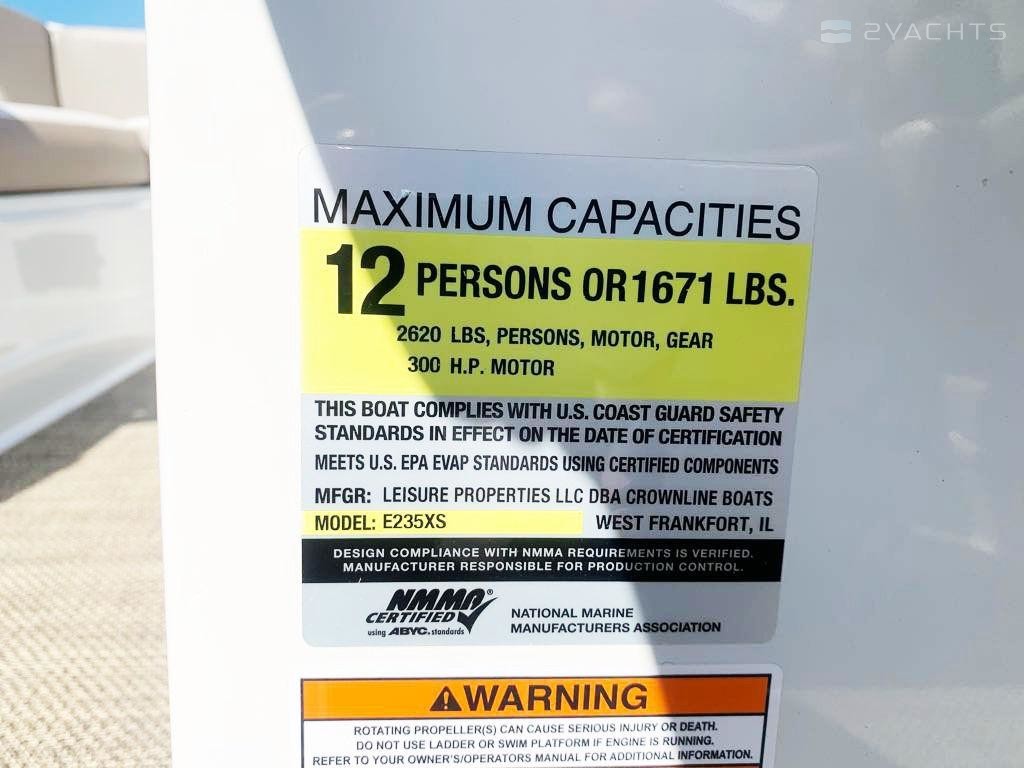 2YACHTS
MAXIMUM CAPACITIES
12 PERSONS OR 1671 LBS.
2620 LBS, PERSONS, MOTOR, GEAR
300 H.P. MOTOR
THIS BOAT COMPLIES WITH U.S. COAST GUARD SAFETY
STANDARDS IN EFFECT ON THE DATE OF CERTIFICATION
MEETS U.S. EPA EVAP STANDARDS USING CERTIFIED COMPONENTS
MFGR: LEISURE PROPERTIES LLC DBA CROWNLINE BOATS
MODEL: E235XS WEST FRANKFORT, IL
DESIGN COMPLIANCE WITH NMMA REQUIREMENTS IS VERIFIED.
MANUFACTURER RESPONSIBLE FOR PRODUCTION CONTROL.
NMMA®
CERTIFIED
using ABYC. standards
NATIONAL MARINE
MANUFACTURERS ASSOCIATION
⚠WARNING
ROTATING PROPELLER(S) CAN CAUSE SERIOUS INJURY OR DEATH.
DO NOT USE LADDER OR SWIM PLATFORM IF ENGINE IS RUNNING.
REFER TO YOUR OWNER'S/OPERATORS MANUAL FOR ADDITIONAL INFORMATION.